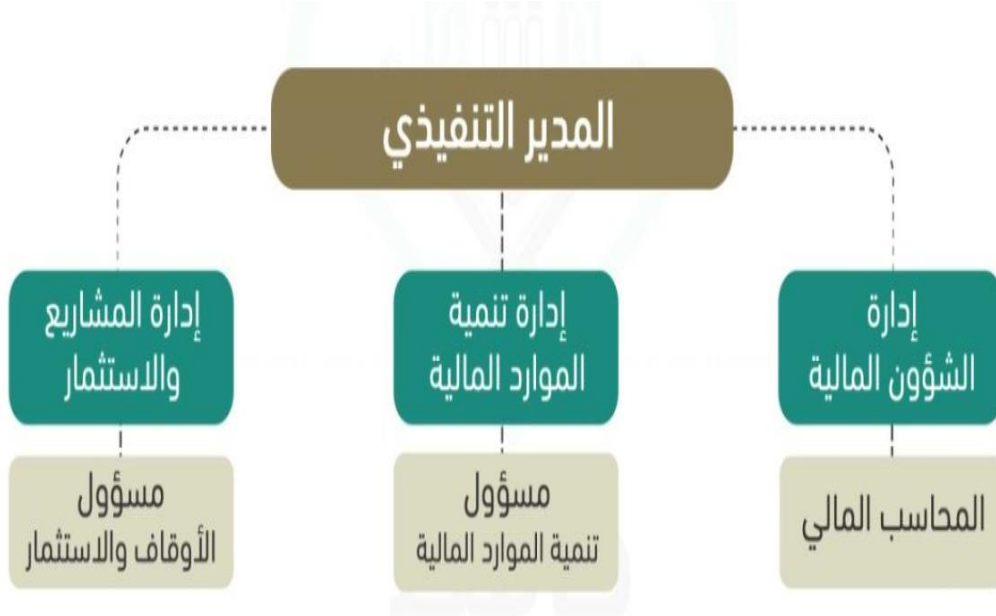 المدير التنفيذي
إدارة
الشؤون المالية
المحاسب المالي
إدارة تنمية
الموارد المالية
مسؤول
تنمية الموارد المالية
إدارة المشاريع
والاستثمار
مسؤول
الأوقاف والاستثمار